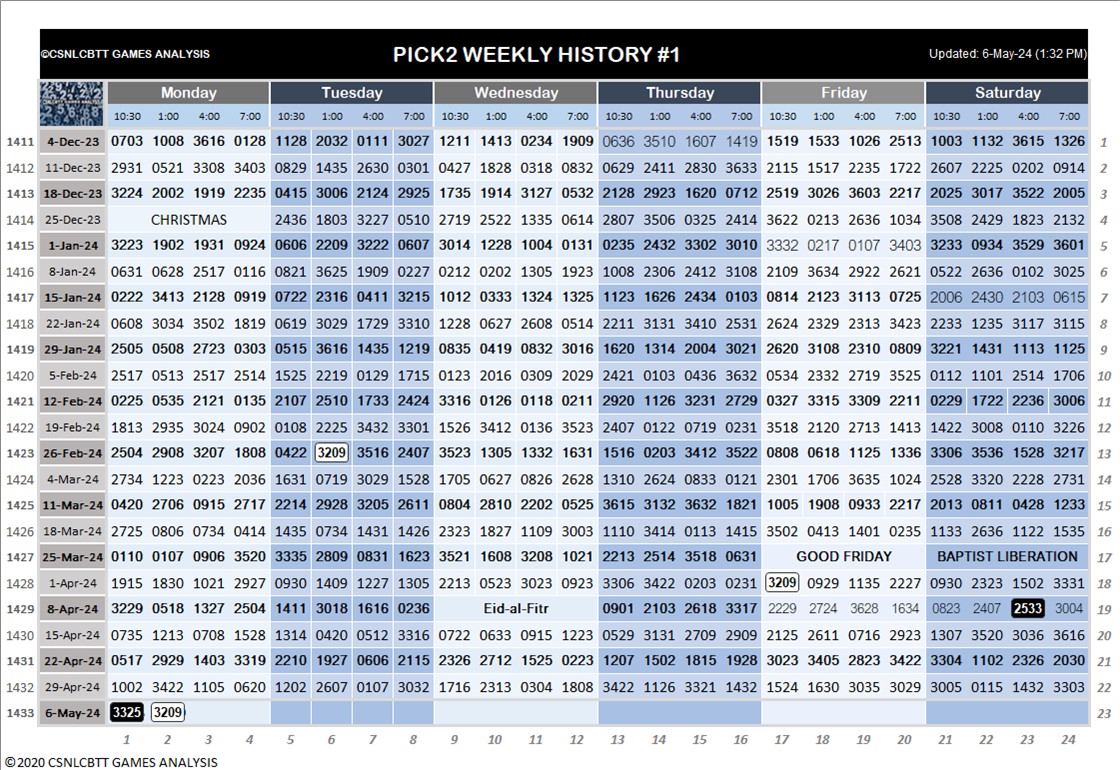 ©CSNLCBTT GAMES ANALYSIS PICK2 WEEKLY HISTORY #1 Updated: 6-May-24 (1:32 PM)
Monday Tuesday Wednesday Thursday Friday Saturday
10:30 1:00 4:00 7:00 10:30 1:00 4:00 7:00 10:30 1:00 4:00 7:00 10:30 1:00 4:00 7:00 10:30 1:00 4:00 7:00 10:30 1:00 4:00 7:00
1411 4-Dec-23 0703 1008 3616 0128 1128 2032 0111 3027 1211 1413 0234 1909 0636 3510 1607 1419 1519 1533 1026 2513 1003 1132 3615 1326 1
1412 11-Dec-23 2931 0521 3308 3403 0829 1435 2630 0301 0427 1828 0318 0832 0629 2411 2830 3633 2115 1517 2235 1722 2607 2225 0202 0914 2
1413 18-Dec-23 3224 2002 1919 2235 0415 3006 2124 2925 1735 1914 3127 0532 2128 2923 1620 0712 2519 3026 3603 2217 2025 3017 3522 2005 3
1414 25-Dec-23 CHRISTMAS 2436 1803 3227 0510 2719 2522 1335 0614 2807 3506 0325 2414 3622 0213 2636 1034 3508 2429 1823 2132 4
1415 1-Jan-24 3223 1902 1931 0924 0606 2209 3222 0607 3014 1228 1004 0131 0235 2432 3302 3010 3332 0217 0107 3403 3233 0934 3529 3601 5
1416 8-Jan-24 0631 0628 2517 0116 0821 3625 1909 0227 0212 0202 1305 1923 1008 2306 2412 3108 2109 3634 2922 2621 0522 2636 0102 3025 6
1417 15-Jan-24 0222 3413 2128 0919 0722 2316 0411 3215 1012 0333 1324 1325 1123 1626 2434 0103 0814 2123 3113 0725 2006 2430 2103 0615 7
1418 22-Jan-24 0608 3034 3502 1819 0619 3029 1729 3310 1228 0627 2608 0514 2211 3131 3410 2531 2624 2329 2313 3423 2233 1235 3117 3115 8
1419 29-Jan-24 2505 0508 2723 0303 0515 3616 1435 1219 0835 0419 0832 3016 1620 1314 2004 3021 2620 3108 2310 0809 3221 1431 1113 1125 9
1420 5-Feb-24 2517 0513 2517 2514 1525 2219 0129 1715 0123 2016 0309 2029 2421 0103 0436 3632 0534 2332 2719 3525 0112 1101 2514 1706 10
1421 12-Feb-24 0225 0535 2121 0135 2107 2510 1733 2424 3316 0126 0118 0211 2920 1126 3231 2729 0327 3315 3309 2211 0229 1722 2236 3006 11
1422 19-Feb-24 1813 2935 3024 0902 0108 2225 3432 3301 1526 3412 0136 3523 2407 0122 0719 0231 3518 2120 2713 1413 1422 3008 0110 3226 12
1423 26-Feb-24 2504 2908 3207 1808 0422 3209 3516 2407 3523 1305 1332 1631 1516 0203 3412 3522 0808 0618 1125 1336 3306 3536 1528 3217 13
1424 4-Mar-24 2734 1223 0223 2036 1631 0719 3029 1528 1705 0627 0826 2628 1310 2624 0833 0121 2301 1706 3635 1024 2528 3320 2228 2731 14
1425 11-Mar-24 0420 2706 0915 2717 2214 2928 3205 2611 0804 2810 2202 0525 3615 3132 3632 1821 1005 1908 0933 2217 2013 0811 0428 1233 15
1426 18-Mar-24 2725 0806 0734 0414 1435 0734 1431 1426 2323 1827 1109 3003 1110 3414 0113 1415 3502 0413 1401 0235 1133 2636 1122 1535 16
1427 25-Mar-24 0110 0107 0906 3520 3335 2809 0831 1623 3521 1608 3208 1021 2213 2514 3518 0631 GOOD FRIDAY BAPTIST LIBERATION 17
1428 1-Apr-24 1915 1830 1021 2927 0930 1409 1227 1305 2213 0523 3023 0923 3306 3422 0203 0231 3209 0929 1135 2227 0930 2323 1502 3331 18
1429 8-Apr-24 3229 0518 1327 2504 1411 3018 1616 0236 Eid-al-Fitr 0901 2103 2618 3317 2229 2724 3628 1634 0823 2407 2533 3004 19
1430 15-Apr-24 0735 1213 0708 1528 1314 0420 0512 3316 0722 0633 0915 1223 0529 3131 2709 2909 2125 2611 0716 2923 1307 3520 3036 3616 20
1431 22-Apr-24 0517 2929 1403 3319 2210 1927 0606 2115 2326 2712 1525 0223 1207 1502 1815 1928 3023 3405 2823 3422 3304 1102 2326 2030 21
1432 29-Apr-24 1002 3422 1105 0620 1202 2607 0107 3032 1716 2313 0304 1808 3422 1126 3321 1432 1524 1630 3035 3029 3005 0115 1432 3303 22
1433 6-May-24 3325 3209 23
1 2 3 4 5 6 7 8 9 10 11 12 13 14 15 16 17 18 19 20 21 22 23 24
©2020 CSNLCBTT GAMES ANALYSIS